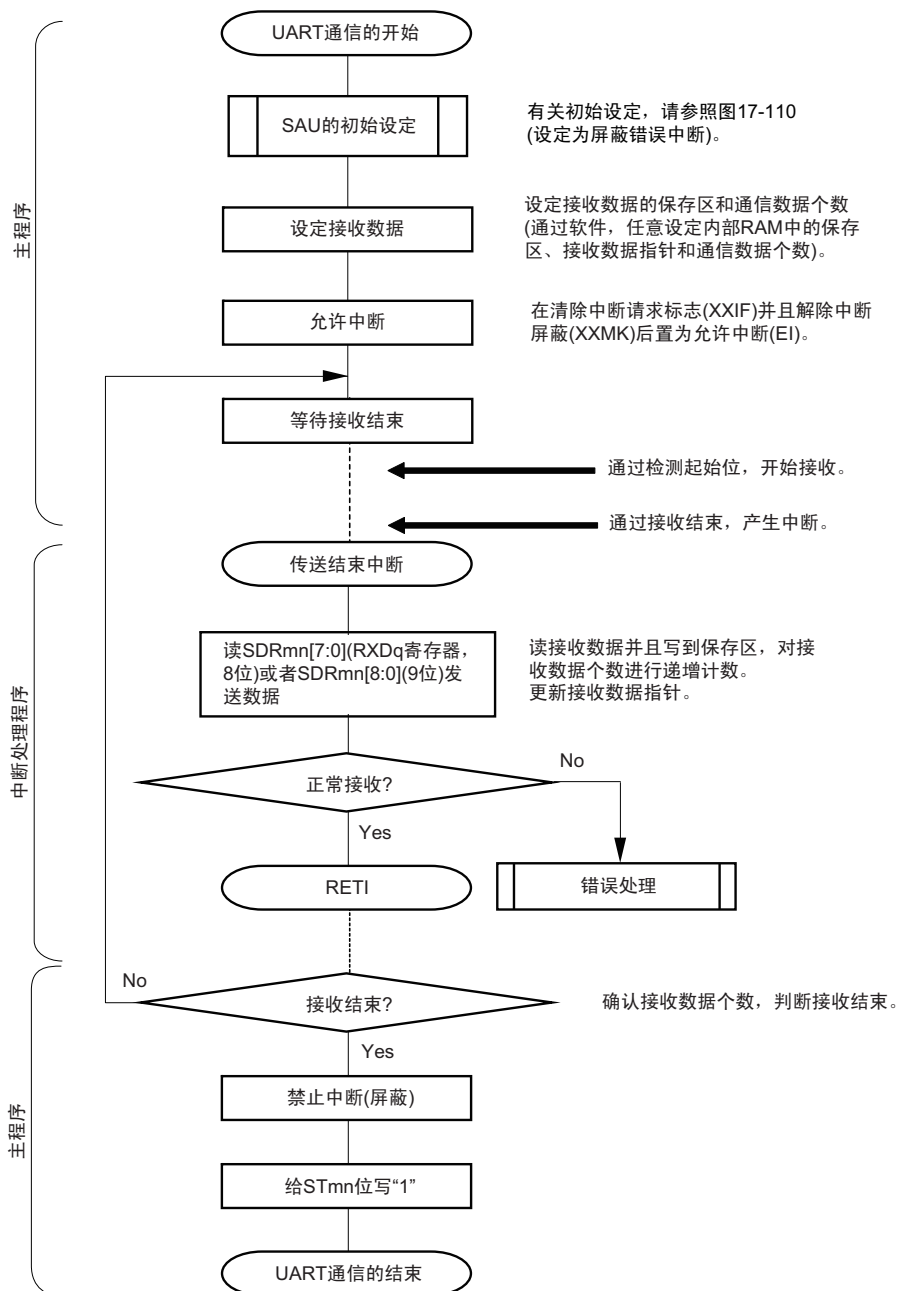 UART通信的开始
SAU的初始设定
有关初始设定，请参照图17-110
(设定为屏蔽错误中断)。
主程序
设定接收数据
设定接收数据的保存区和通信数据个数
(通过软件，任意设定内部RAM中的保存
区、接收数据指针和通信数据个数)。
允许中断
在清除中断请求标志(XXIF)并且解除中断
屏蔽(XXMK)后置为允许中断(EI)。
等待接收结束
通过检测起始位，开始接收。
通过接收结束，产生中断。
传送结束中断
读SDRmn[7:0](RXDq寄存器，
8位)或者SDRmn[8:0](9位)发
送数据
读接收数据并且写到保存区，对接
收数据个数进行递增计数。
更新接收数据指针。
中断处理程序
正常接收?
No
Yes
RETI
错误处理
No
接收结束?
确认接收数据个数，判断接收结束。
Yes
禁止中断(屏蔽)
主程序
给STmn位写“1”
UART通信的结束